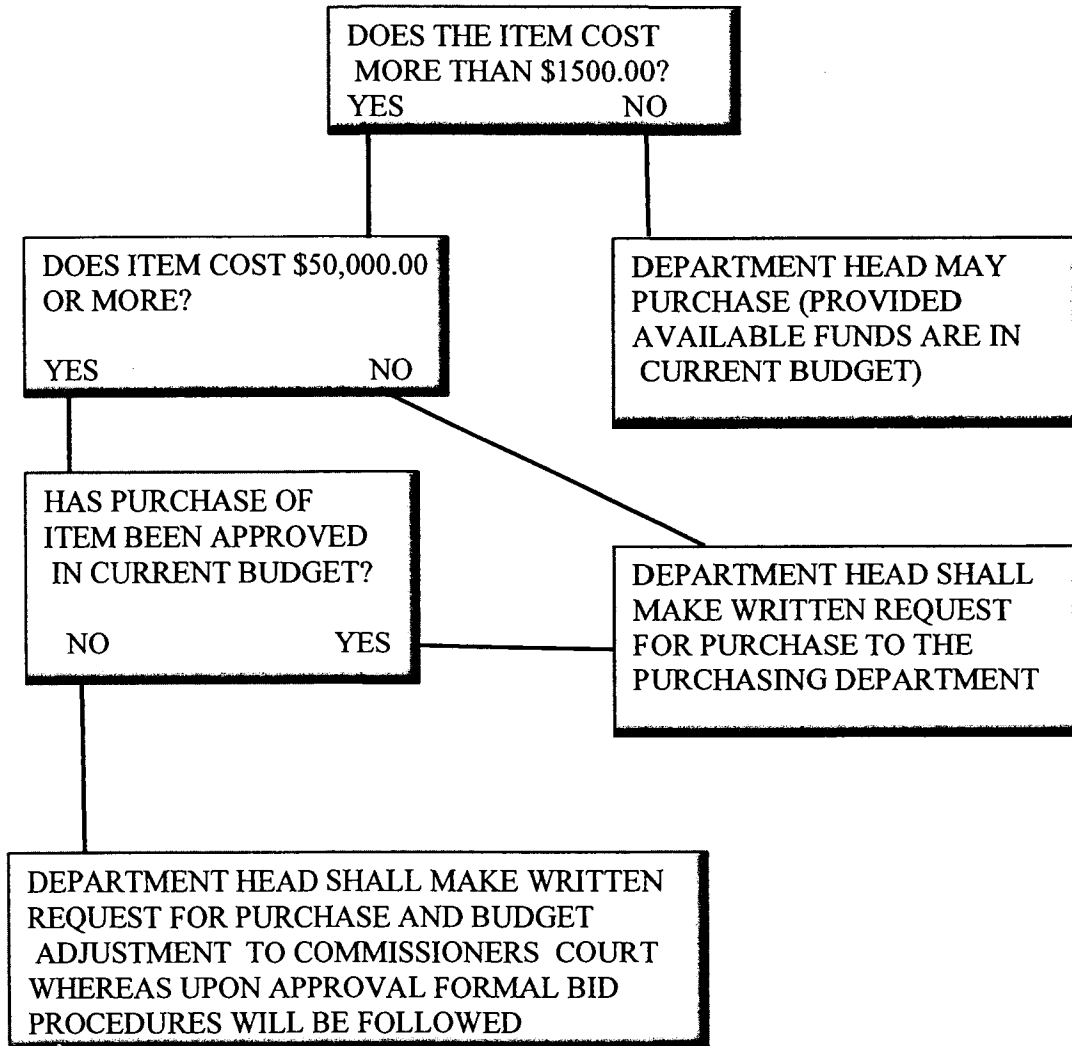 DOES THE ITEM COST
MORE THAN $1500.00?
YES NO
DOES ITEM COST $50,000.00
OR MORE?
YES NO
DEPARTMENT HEAD MAY
PURCHASE (PROVIDED
AVAILABLE FUNDS ARE IN
CURRENT BUDGET)
HAS PURCHASE OF
ITEM BEEN APPROVED
IN CURRENT BUDGET?
NO YES
DEPARTMENT HEAD SHALL
MAKE WRITTEN REQUEST
FOR PURCHASE TO THE
PURCHASING DEPARTMENT
DEPARTMENT HEAD SHALL MAKE WRITTEN
REQUEST FOR PURCHASE AND BUDGET
ADJUSTMENT TO COMMISSIONERS COURT
WHEREAS UPON APPROVAL FORMAL BID
PROCEDURES WILL BE FOLLOWED